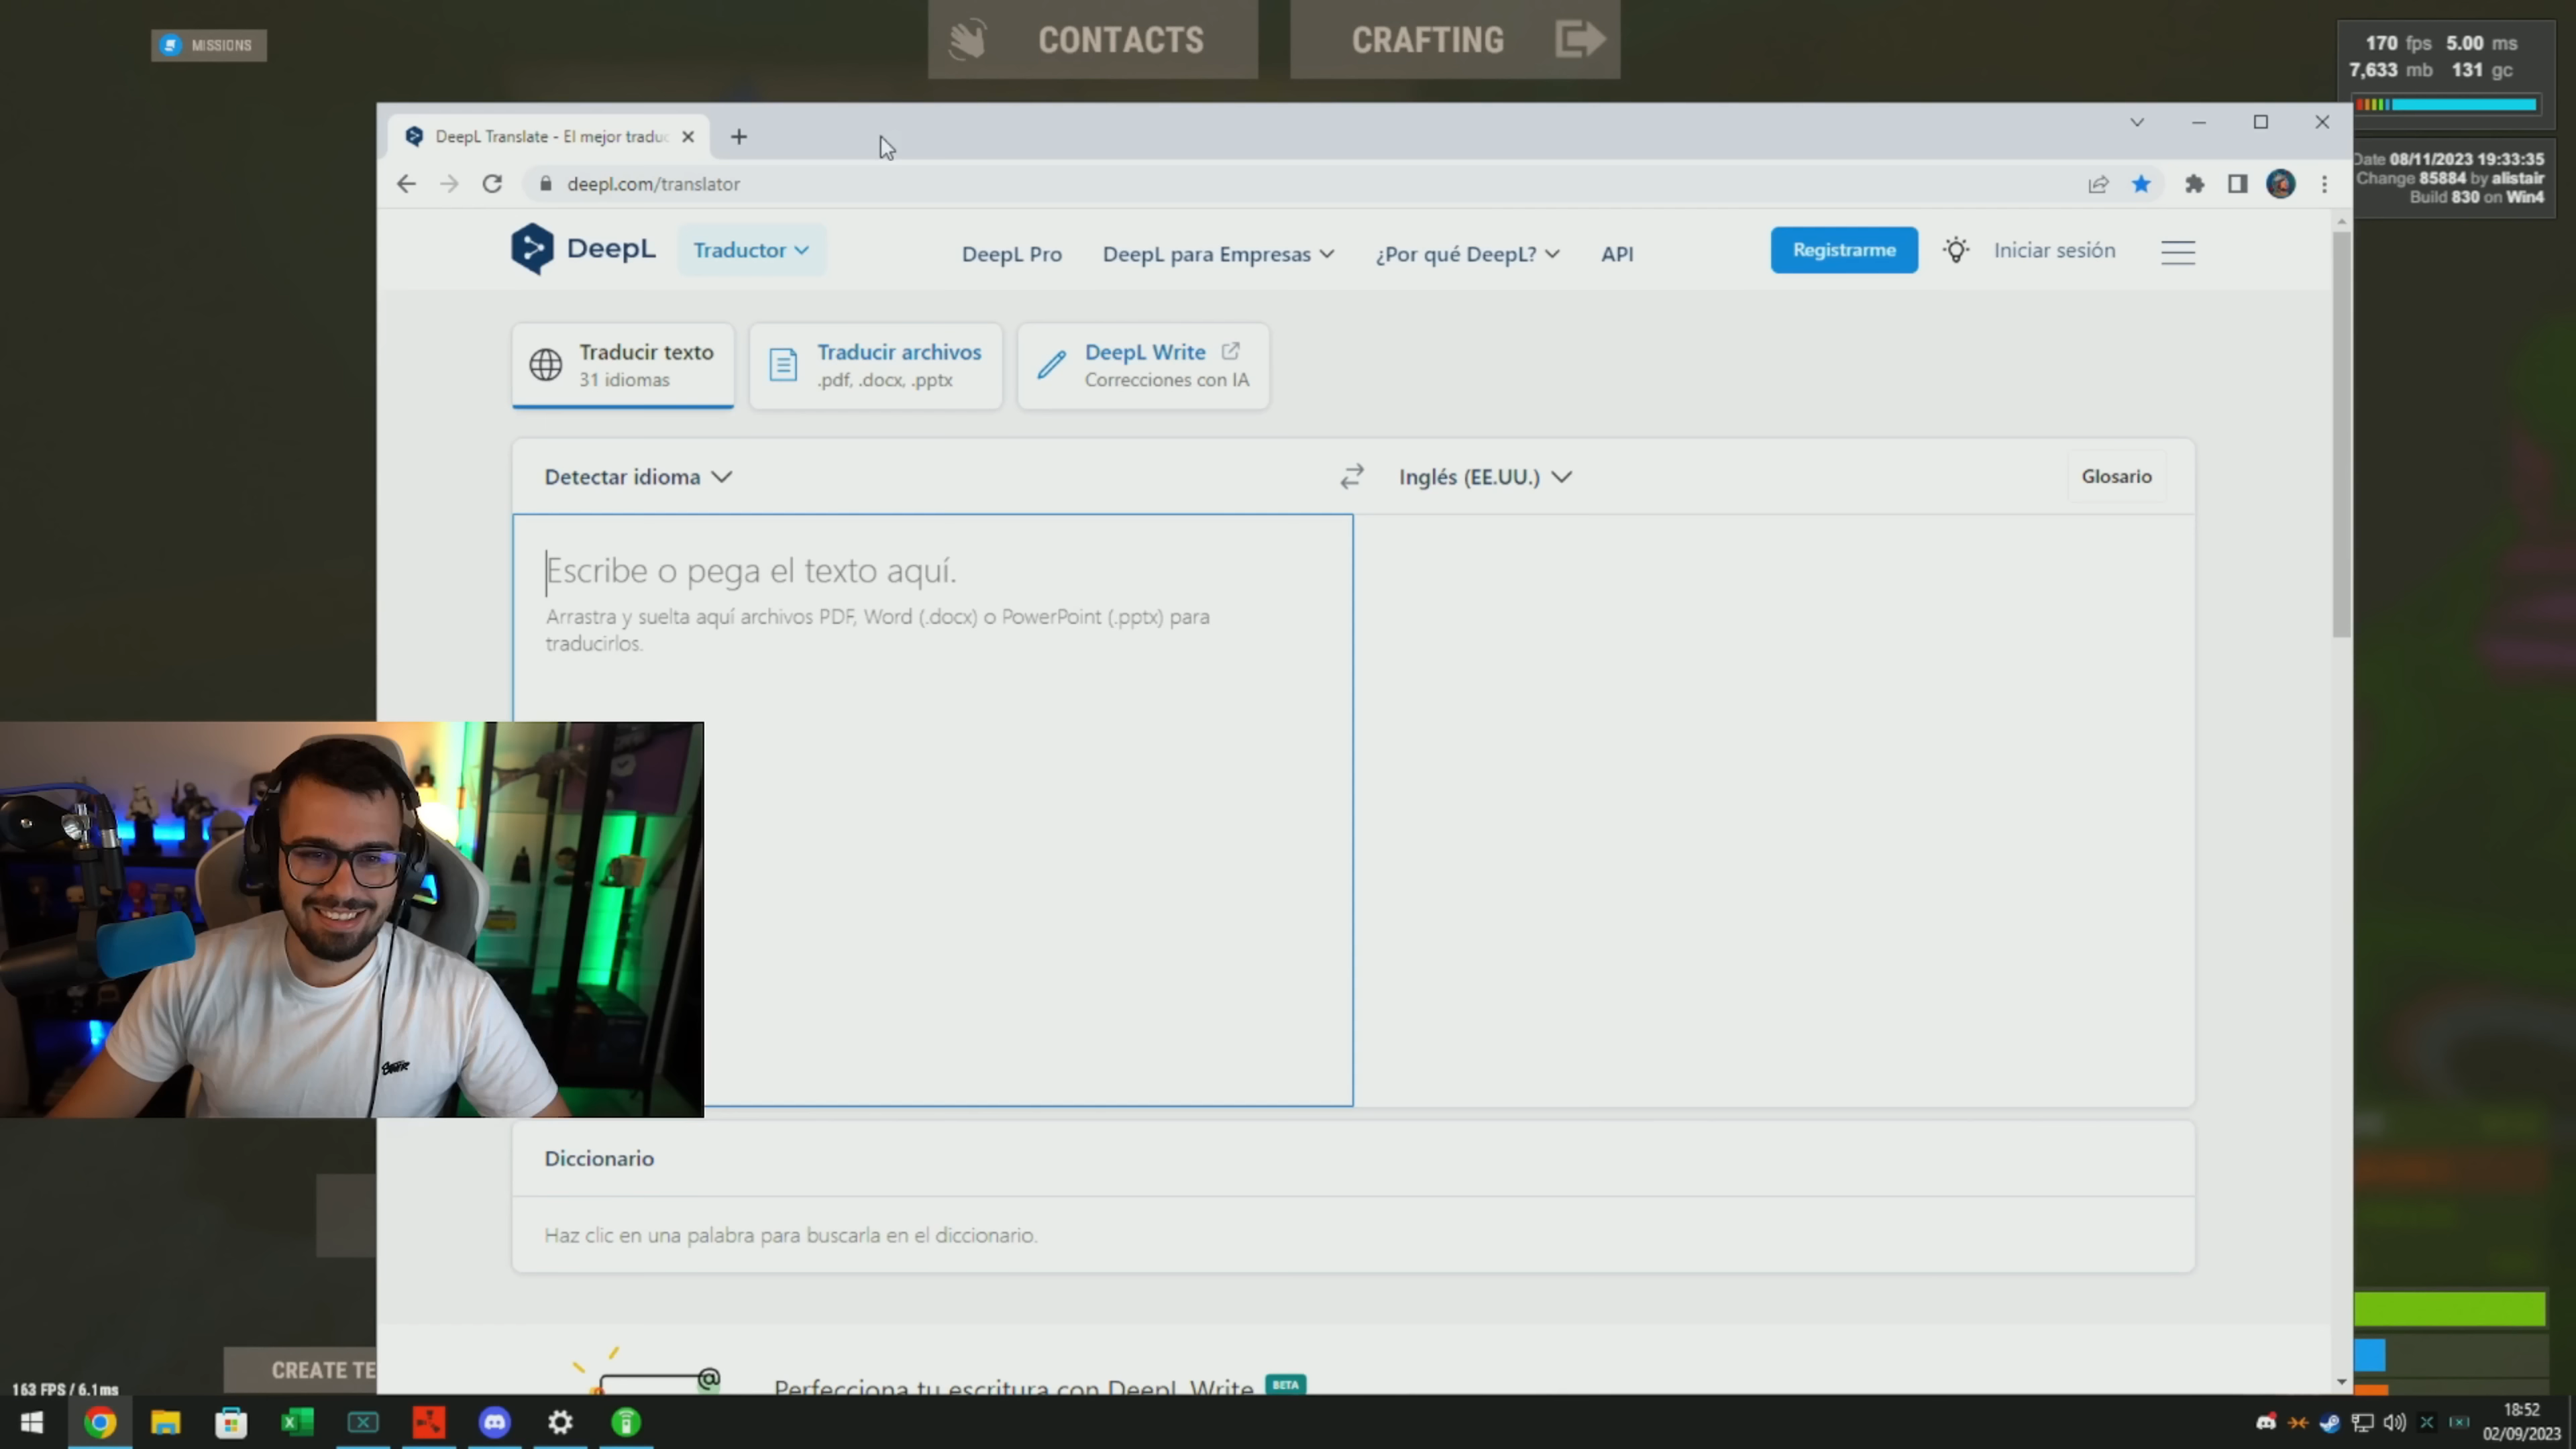 MISSIONS
CONTACTS
CRAFTING
170 fps 5.00 ms
7,633 mb 131 gc
Date 08/11/2023 19:33:35
Change 85884 by alistair
Build 830 on Win4
DeepL Translate - El mejor traduc
deepl.com/translator
DeepL
Traductor
DeepL Pro
DeepL para Empresas
¿Por qué DeepL?
API
Registrarme
Iniciar sesión
Traducir texto
31 idiomas
Traducir archivos
.pdf, .docx, .pptx
DeepL Write
Correcciones con IA
Detectar idioma
Inglés (EE.UU.)
Glosario
Escribe o pega el texto aquí.
Arrastra y suelta aquí archivos PDF, Word (.docx) o PowerPoint (.pptx) para
traducirlos.
Diccionario
Haz clic en una palabra para buscarla en el diccionario.
CREATE TE
Perfecciona tu escritura con DeepL Write BETA
163 FPS / 6.1ms
18:52
02/09/2023